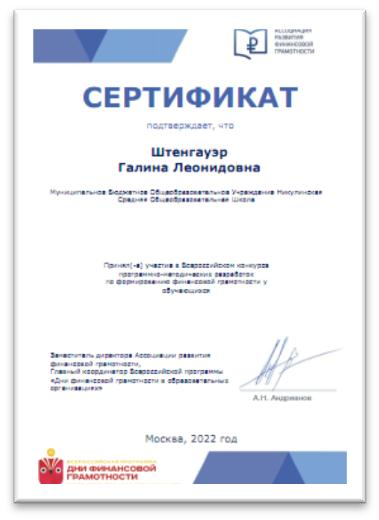 АССОЦИАЦИЯ
РАЗВИТИЯ
ФИНАНСОВОЙ
ГРАМОТНОСТИ
СЕРТИФИКАТ
подтверждает, что
Штенгауэр
Галина Леонидовна
Муниципальное Бюджетное Общеобразовательное Учреждение Никулинская
Средняя Общеобразовательная Школа
Принял(-а) участие в Всероссийском конкурсе
программно-методических разработок
по формированию финансовой грамотности у
обучающихся
Заместитель директора Ассоциации развития
финансовой грамотности,
Главный координатор Всероссийской программы
«Дни финансовой грамотности в образовательных
организациях»
А.Н. Андрианов
Москва, 2022 год
ВСЕРОССИЙСКАЯ ПРОГРАММА
ДНИ ФИНАНСОВОЙ
ГРАМОТНОСТИ